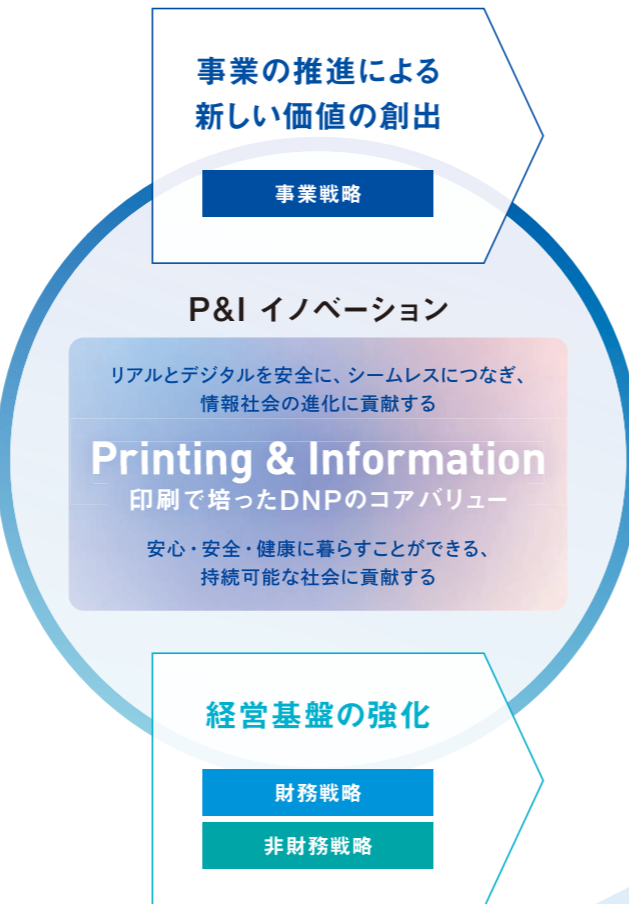 事業の推進による
新しい価値の創出
事業戦略
P&I イノベーション
リアルとデジタルを安全に、シームレスにつなぎ、
情報社会の進化に貢献する
Printing & Information
印刷で培ったDNPのコアバリュー
安心・安全・健康に暮らすことができる、
持続可能な社会に貢献する
経営基盤の強化
財務戦略
非財務戦略